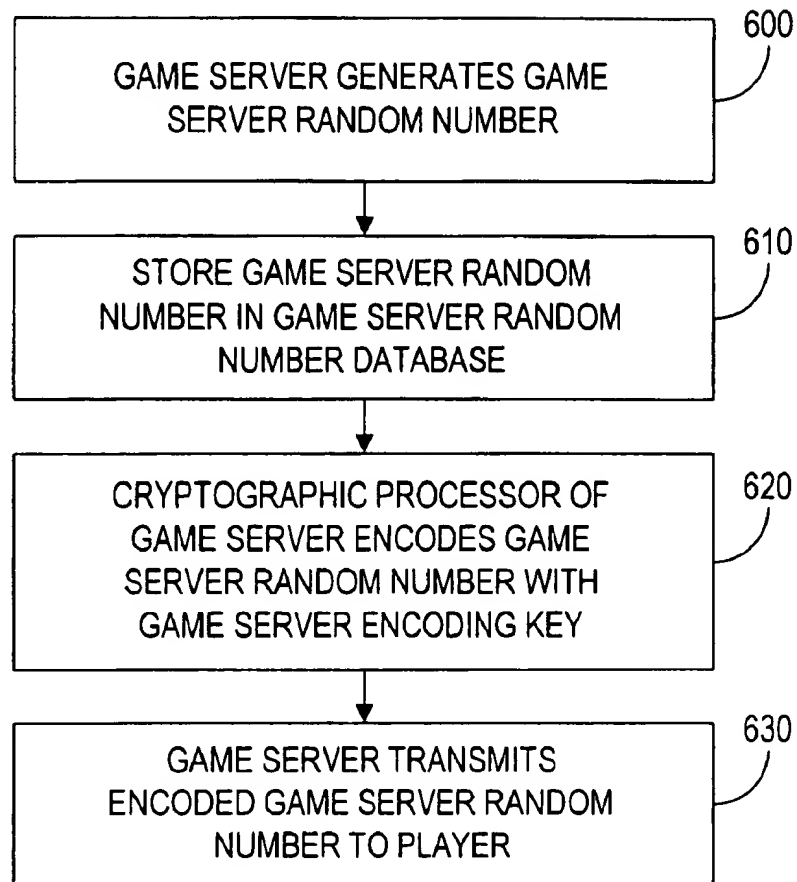 600
GAME SERVER GENERATES GAME
SERVER RANDOM NUMBER
610
STORE GAME SERVER RANDOM
NUMBER IN GAME SERVER RANDOM
NUMBER DATABASE
620
CRYPTOGRAPHIC PROCESSOR OF
GAME SERVER ENCODES GAME
SERVER RANDOM NUMBER WITH
GAME SERVER ENCODING KEY
630
GAME SERVER TRANSMITS
ENCODED GAME SERVER RANDOM
NUMBER TO PLAYER